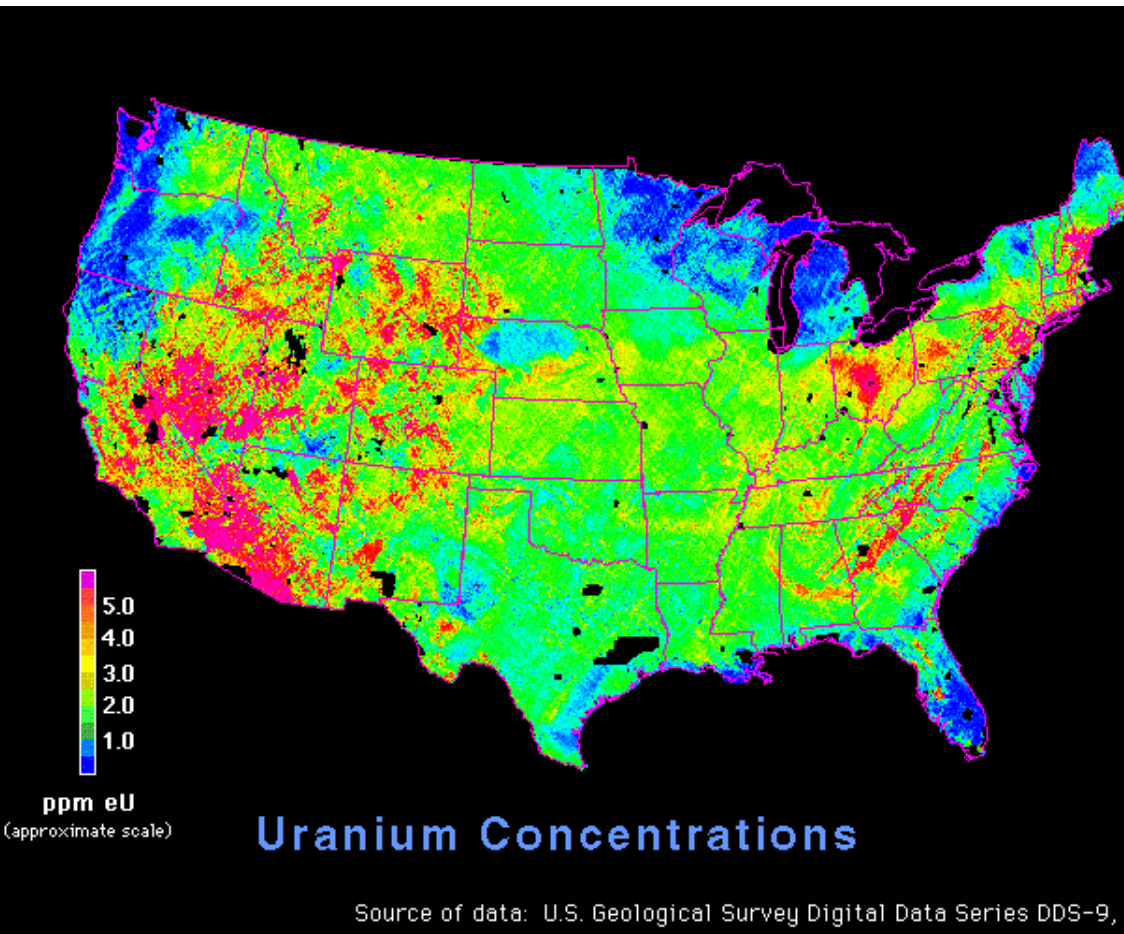 5.0
4.0
3.0
2.0
1.0
ppm eU
(approximate scale)
Uranium Concentrations
Source of data: U.S. Geological Survey Digital Data Series DDS-9,